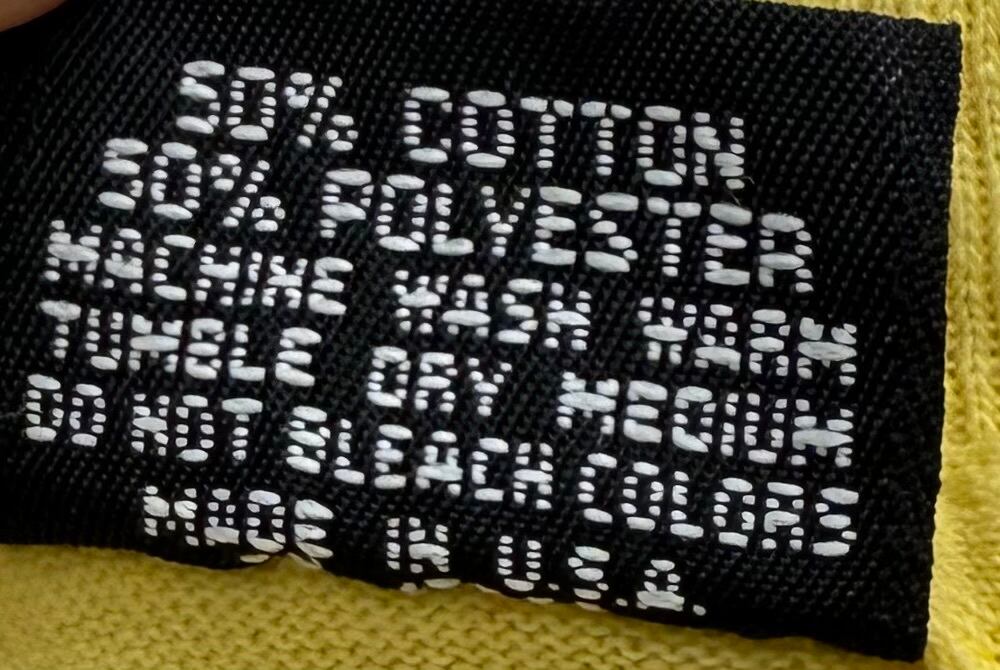 50% COTTON
50% POLYESTER
MACHINE WASH WARM
TUMBLE DRY MEDIUM
DO NOT BLEACH COLORS
MADE IN U.S.A.